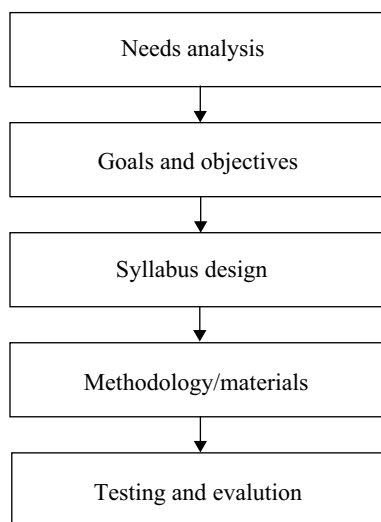 Needs analysis
Goals and objectives
Syllabus design
Methodology/materials
Testing and evalution